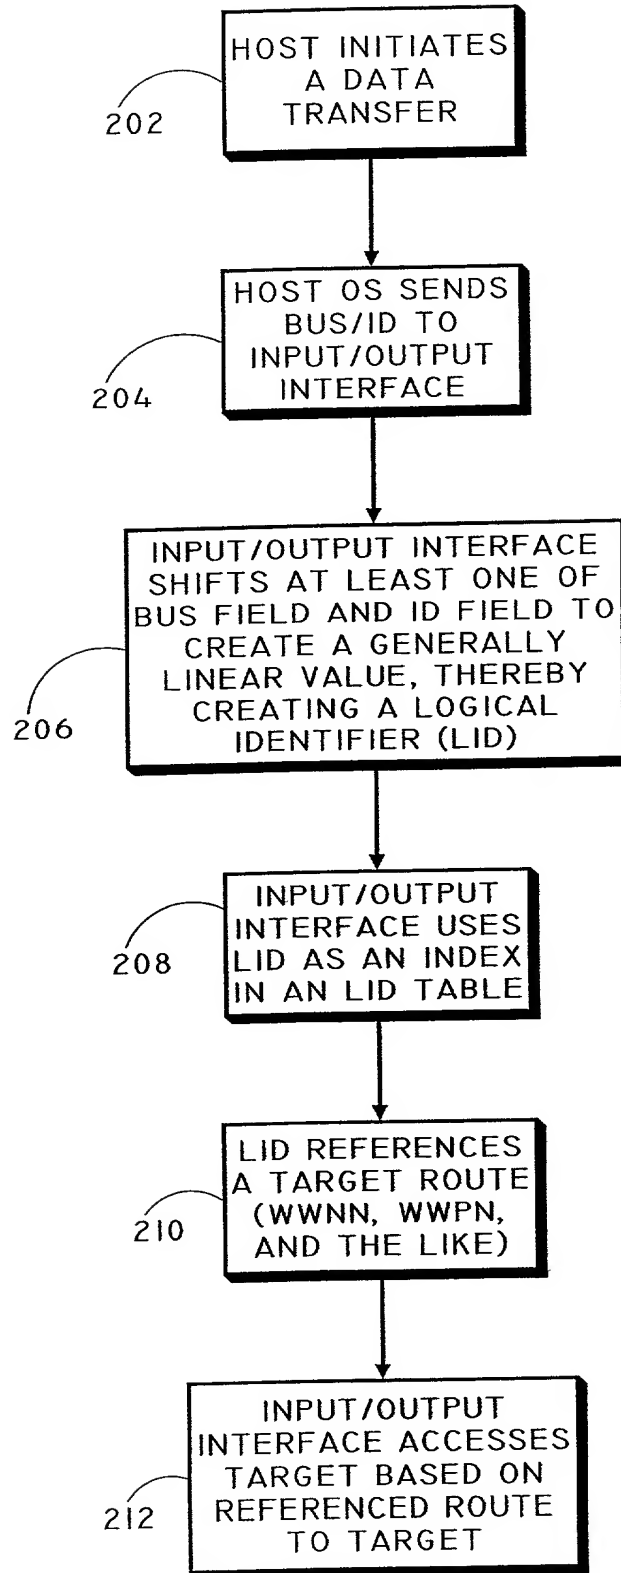 HOST INITIATES
A DATA
TRANSFER
202
HOST OS SENDS
BUS/ID TO
INPUT/OUTPUT
INTERFACE
204
INPUT/OUTPUT INTERFACE
SHIFTS AT LEAST ONE OF
BUS FIELD AND ID FIELD TO
CREATE A GENERALLY
LINEAR VALUE, THEREBY
CREATING A LOGICAL
IDENTIFIER (LID)
206
INPUT/OUTPUT
INTERFACE USES
LID AS AN INDEX
IN AN LID TABLE
208
LID REFERENCES
A TARGET ROUTE
(WWNN, WWPN,
AND THE LIKE)
210
INPUT/OUTPUT
INTERFACE ACCESSES
TARGET BASED ON
REFERENCED ROUTE
TO TARGET
212